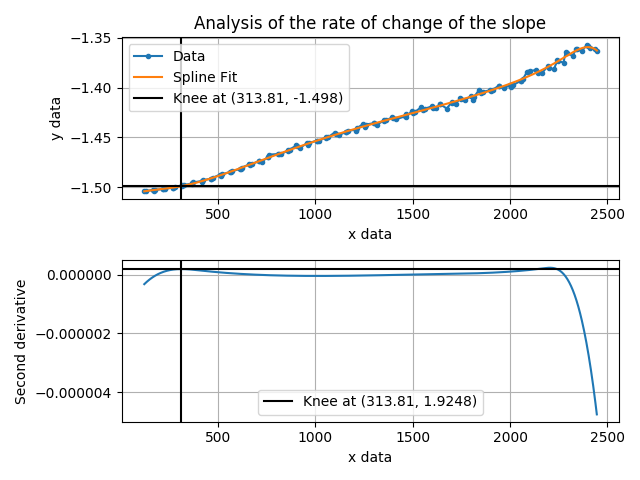 Analysis of the rate of change of the slope
−1.35
−1.40
−1.45
−1.50
y data
Data
Spline Fit
Knee at (313.81, -1.498)
500
1000
1500
2000
2500
x data
0.000000
−0.000002
−0.000004
Second derivative
Knee at (313.81, 1.9248)
500
1000
1500
2000
2500
x data